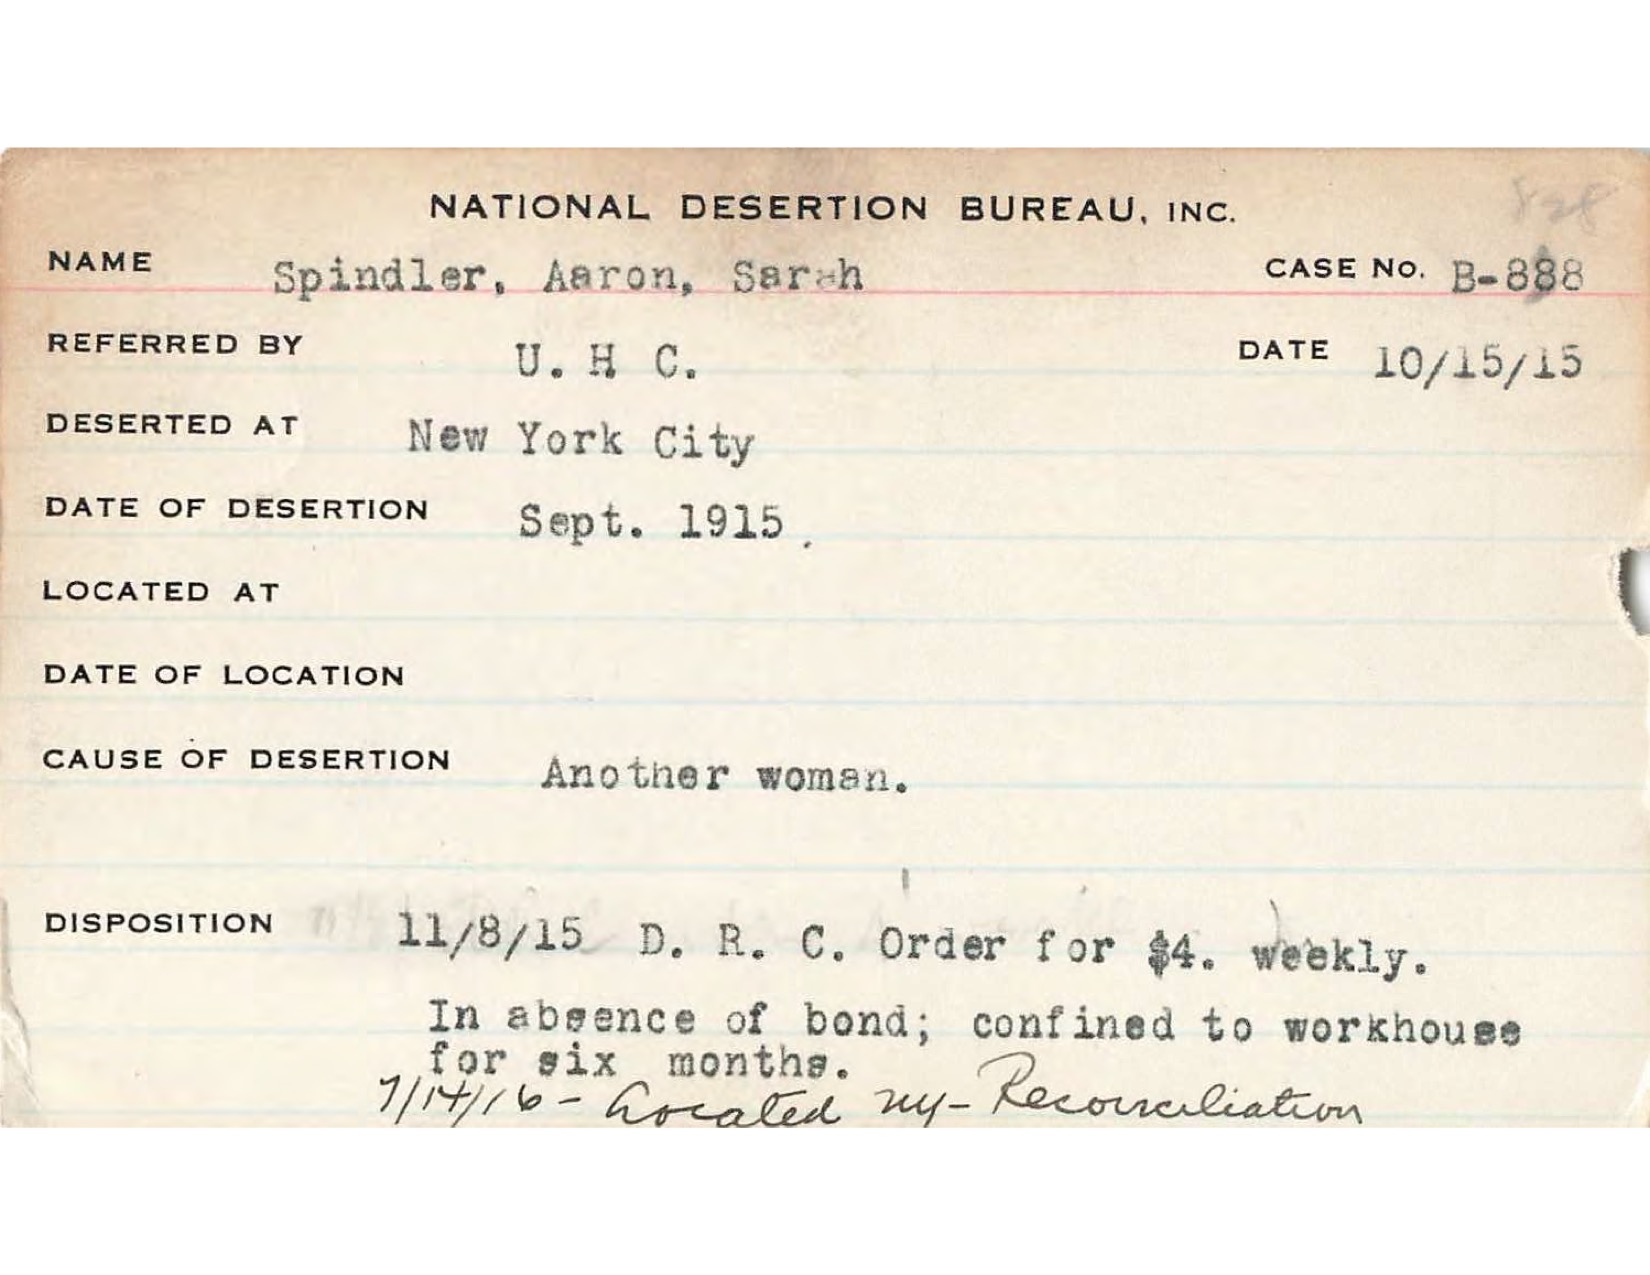 NATIONAL DESERTION BUREAU, INC.
NAME Spindler, Aaron, Sarah CASE No. B-888
REFERRED BY U. H C. DATE 10/15/15
DESERTED AT New York City
DATE OF DESERTION Sept. 1915.
LOCATED AT
DATE OF LOCATION
CAUSE OF DESERTION Another woman.
DISPOSITION 11/8/15 D. R. C. Order for $4. weekly.
In absence of bond; confined to workhouse
for six months.
7/14/16 - Located NY - Reconciliation